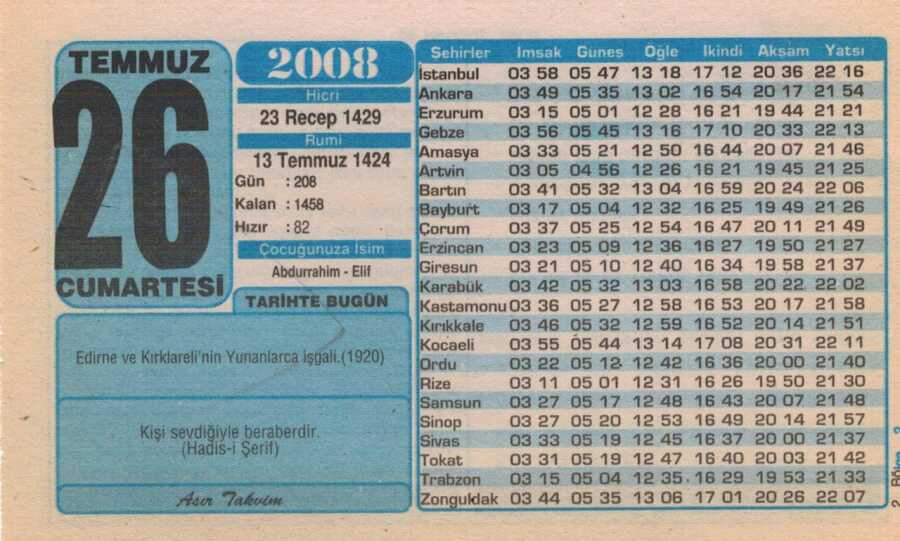 TEMMUZ
26
CUMARTESİ
2008
Hicri
23 Recep 1429
Rumi
13 Temmuz 1424
Gün : 208
Kalan : 1458
Hızır : 82
Çocuğunuza İsim
Abdurrahim - Elif
TARİHTE BUGÜN
Edirne ve Kırklareli'nin Yunanlarca işgali.(1920)
Kişi sevdiğiyle beraberdir.
(Hadis-i Şerif)
Asır Takvim
Şehirler İmsak Güneş Öğle İkindi Akşam Yatsı
İstanbul 03 58 05 47 13 18 17 12 20 36 22 16
Ankara 03 49 05 35 13 02 16 54 20 17 21 54
Erzurum 03 15 05 01 12 28 16 21 19 44 21 21
Gebze 03 56 05 45 13 16 17 10 20 33 22 13
Amasya 03 33 05 21 12 50 16 44 20 07 21 46
Artvin 03 05 04 56 12 26 16 21 19 45 21 25
Bartın 03 41 05 32 13 04 16 59 20 24 22 06
Bayburt 03 17 05 04 12 32 16 25 19 49 21 26
Çorum 03 37 05 25 12 54 16 47 20 11 21 49
Erzincan 03 23 05 09 12 36 16 27 19 50 21 27
Giresun 03 21 05 10 12 40 16 34 19 58 21 37
Karabük 03 42 05 32 13 03 16 58 20 22 22 02
Kastamonu 03 36 05 27 12 58 16 53 20 17 21 58
Kırıkkale 03 46 05 32 12 59 16 52 20 14 21 51
Kocaeli 03 55 05 44 13 14 17 08 20 31 22 11
Ordu 03 22 05 12 12 42 16 36 20 00 21 40
Rize 03 11 05 01 12 31 16 26 19 50 21 30
Samsun 03 27 05 17 12 48 16 43 20 07 21 48
Sinop 03 27 05 20 12 53 16 49 20 14 21 57
Sivas 03 33 05 19 12 45 16 37 20 00 21 37
Tokat 03 31 05 19 12 47 16 40 20 03 21 42
Trabzon 03 15 05 04 12 35 16 29 19 53 21 33
Zonguldak 03 44 05 35 13 06 17 01 20 26 22 07